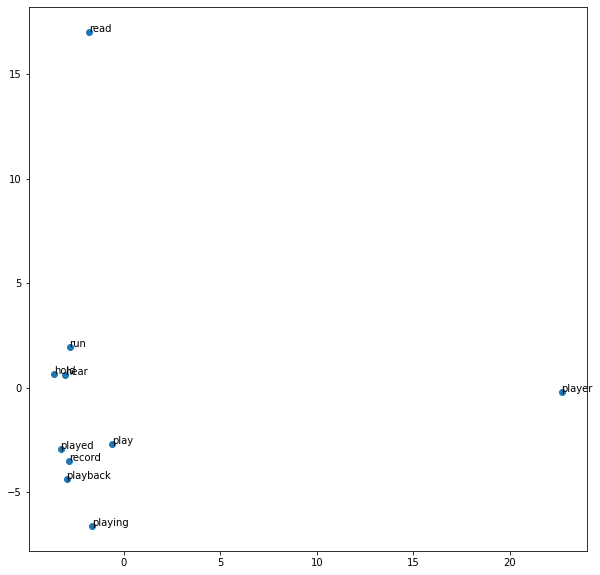 read
15
10
5
run
hold
hear
0
player
played
play
record
playback
−5
playing
0
5
10
15
20